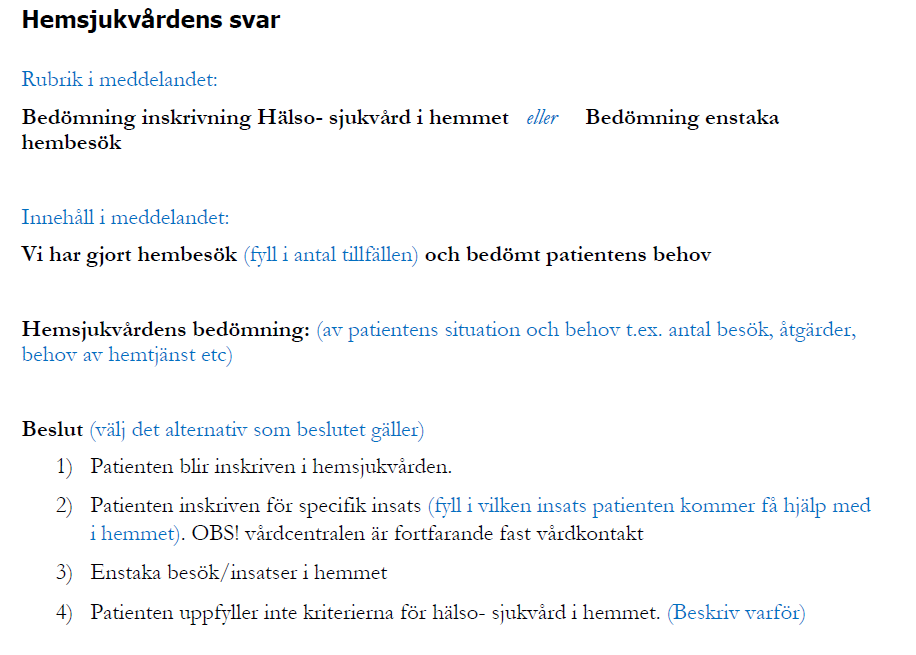 Hemsjukvårdens svar
Rubrik i meddelandet:
Bedömning inskrivning Hälso- sjukvård i hemmet eller Bedömning enstaka
hembesök
Innehåll i meddelandet:
Vi har gjort hembesök (fyll i antal tillfällen) och bedömt patientens behov
Hemsjukvårdens bedömning: (av patientens situation och behov t.ex. antal besök, åtgärder,
behov av hemtjänst etc)
Beslut (välj det alternativ som beslutet gäller)
1) Patienten blir inskriven i hemsjukvården.
2) Patienten inskriven för specifik insats (fyll i vilken insats patienten kommer få hjälp med
i hemmet). OBS! vårdcentralen är fortfarande fast vårdkontakt
3) Enstaka besök/insatser i hemmet
4) Patienten uppfyller inte kriterierna för hälso- sjukvård i hemmet. (Beskriv varför)